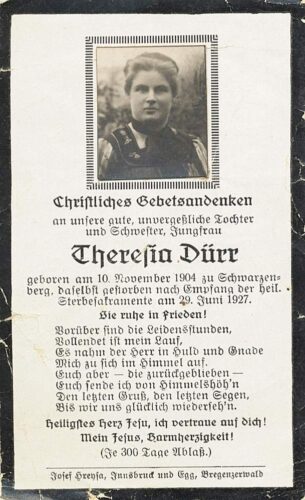 Christliches Gebetsandenken
an unsere gute, unvergeßliche Tochter
und Schwester, Jungfrau
Theresia Dürr
geboren am 10. November 1904 zu Schwarzen-
berg, daselbst gestorben nach Empfang der heil.
Sterbesakramente am 29. Juni 1927.
Sie ruhe in Frieden!
Vorüber sind die Leidensstunden,
Vollendet ist mein Lauf,
Es nahm der Herr in Huld und Gnade
Mich zu sich im Himmel auf.
Euch aber — die zurückgeblieben —
Euch sende ich von Himmelshöh'n
Den letzten Gruß, den letzten Segen,
Bis wir uns glücklich wiederseh'n.
Heiligstes Herz Jesu, ich vertraue auf dich!
Mein Jesus, Barmherzigkeit!
(Je 300 Tage Ablaß.)
Josef Hreysa, Innsbruck und Egg, Bregenzerwald